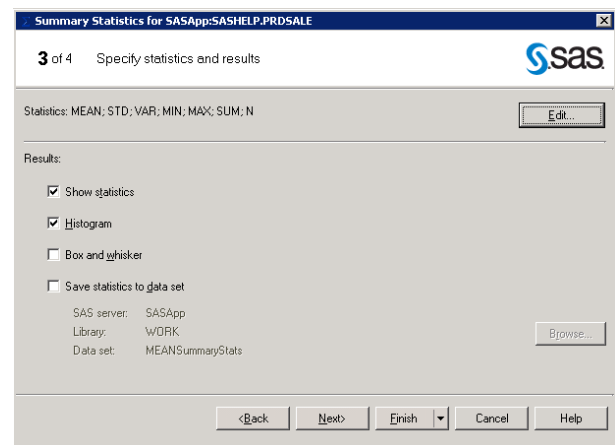 Summary Statistics for SASApp:SASHELP.PRDSALE
3 of 4 Specify statistics and results
sas
Statistics: MEAN; STD; VAR; MIN; MAX; SUM; N
Edit...
Results:
Show statistics
Histogram
Box and whisker
Save statistics to data set
SAS server: SASApp
Library: WORK
Data set: MEANSummaryStats
Browse...
<Back Next> Finish Cancel Help